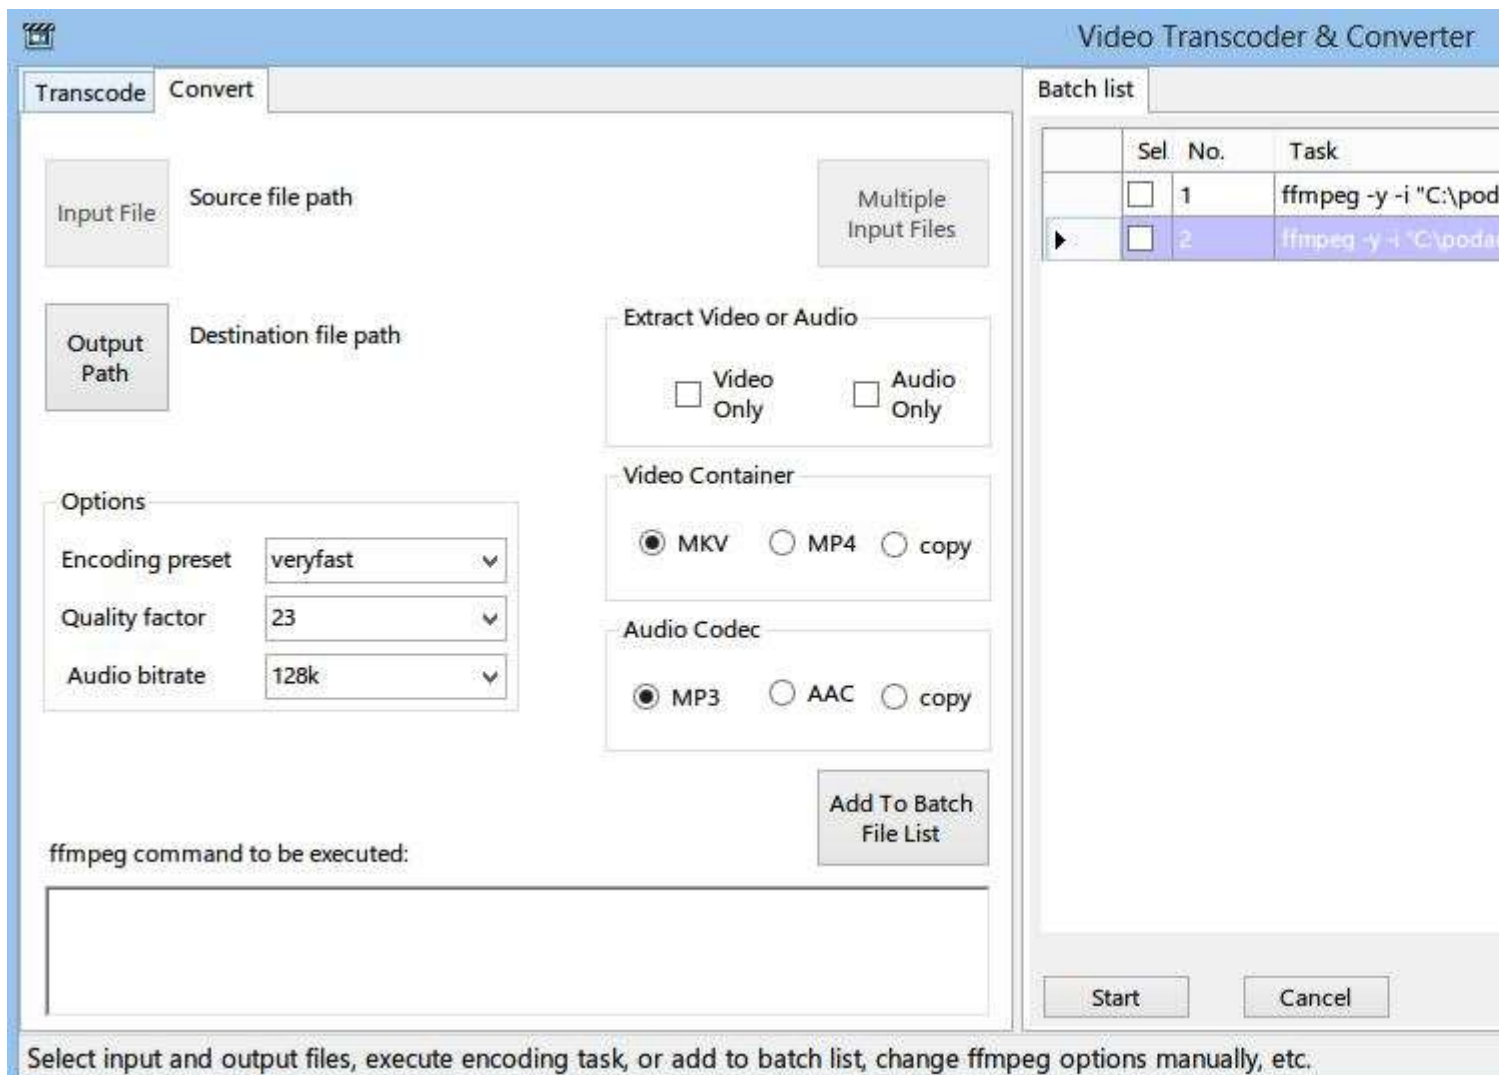 Video Transcoder & Converter
Transcode Convert
Input File
Source file path
Multiple
Input Files
Output
Path
Destination file path
Extract Video or Audio
Video
Only
Audio
Only
Video Container
MKV MP4 copy
Options
Encoding preset veryfast
Quality factor 23
Audio bitrate 128k
Audio Codec
MP3 AAC copy
Add To Batch
File List
ffmpeg command to be executed:
Batch list
Sel No. Task
1 ffmpeg -y -i "C:\pod
2 ffmpeg -y -i "C:\poda
Start Cancel
Select input and output files, execute encoding task, or add to batch list, change ffmpeg options manually, etc.